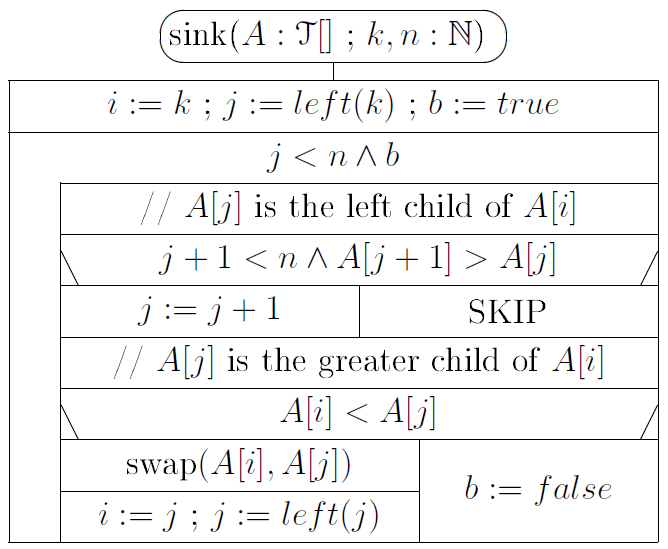 sink(A : 𝒯[] ; k, n : ℕ)
i := k ; j := left(k) ; b := true
j < n ∧ b
// A[j] is the left child of A[i]
j + 1 < n ∧ A[j + 1] > A[j]
j := j + 1
SKIP
// A[j] is the greater child of A[i]
A[i] < A[j]
swap(A[i], A[j])
b := false
i := j ; j := left(j)